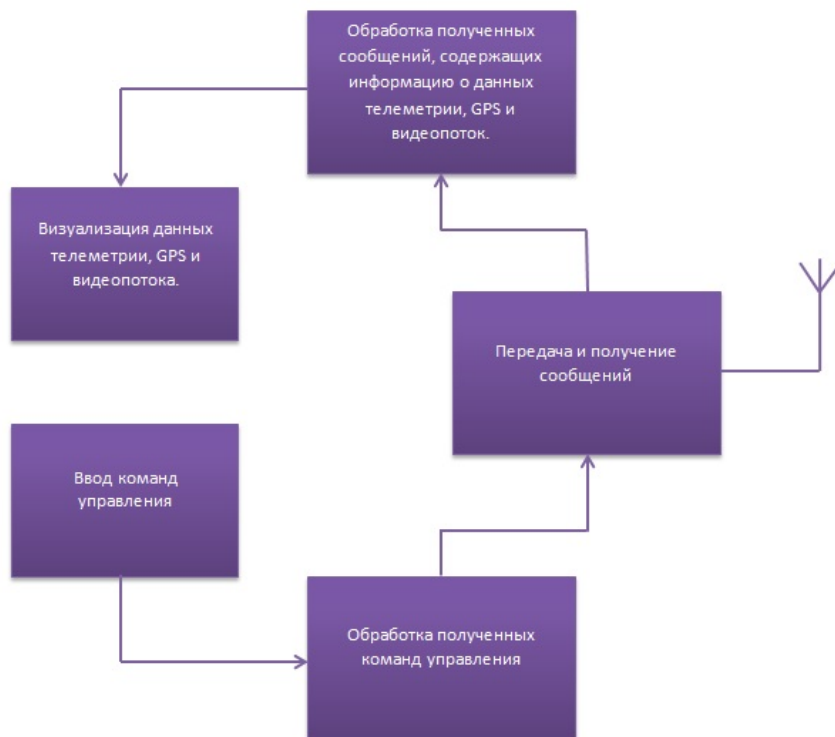 Обработка полученных
сообщений, содержащих
информацию о данных
телеметрии, GPS и
видеопоток.
Визуализация данных
телеметрии, GPS и
видеопотока.
Передача и получение
сообщений
Ввод команд
управления
Обработка полученных
команд управления